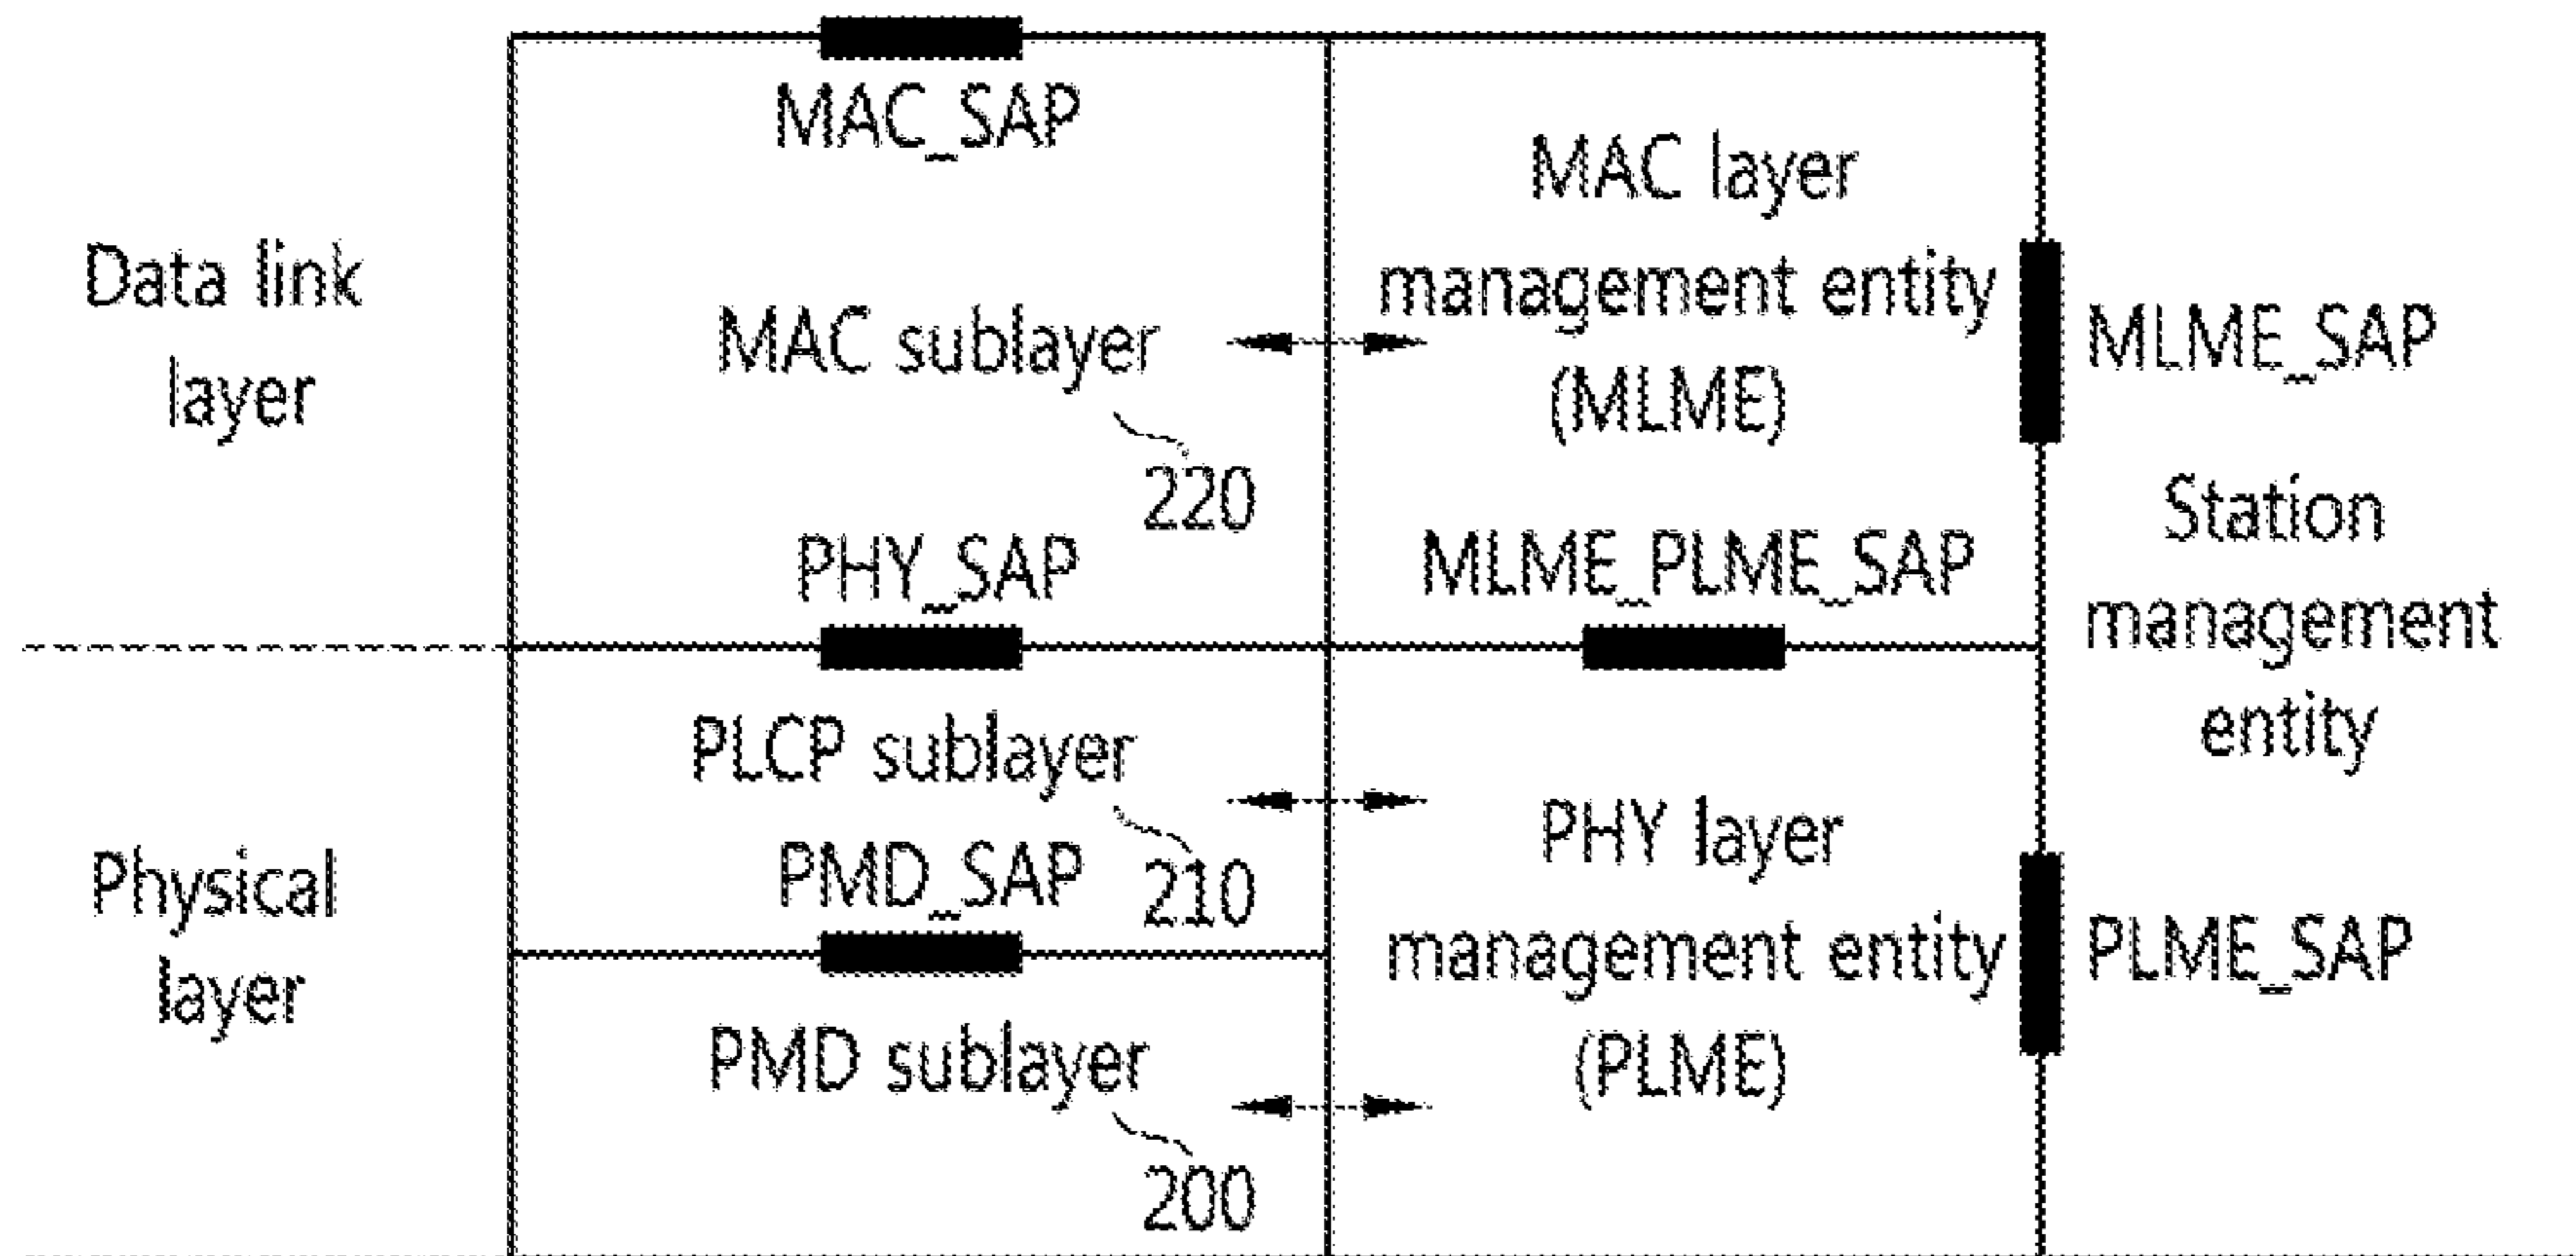 Data link
layer
Physical
layer
MAC_SAP
MAC sublayer
220
PHY_SAP
PLCP sublayer
210
PMD_SAP
PMD sublayer
200
MAC layer
management entity
(MLME)
MLME_PLME_SAP
PHY layer
management entity
(PLME)
MLME_SAP
Station
management
entity
PLME_SAP